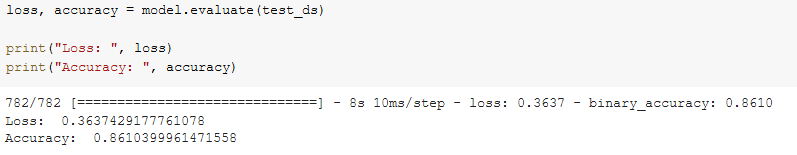 loss, accuracy = model.evaluate(test_ds)
print("Loss: ", loss)
print("Accuracy: ", accuracy)
782/782 [==============================] - 8s 10ms/step - loss: 0.3637 - binary_accuracy: 0.8610
Loss:  0.3637429177761078
Accuracy:  0.8610399961471558